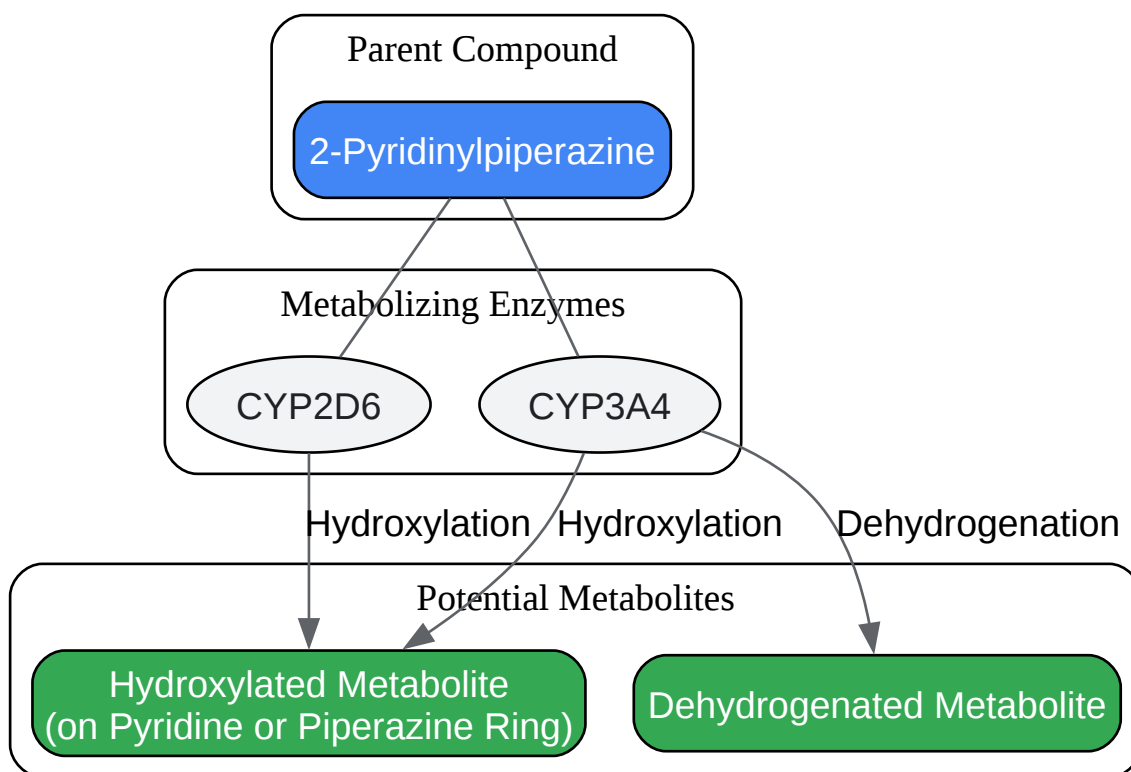 Parent Compound
2-Pyridinylpiperazine
Metabolizing Enzymes
CYP2D6
CYP3A4
Hydroxylation
Hydroxylation
Dehydrogenation
Potential Metabolites
Hydroxylated Metabolite
(on Pyridine or Piperazine Ring)
Dehydrogenated Metabolite